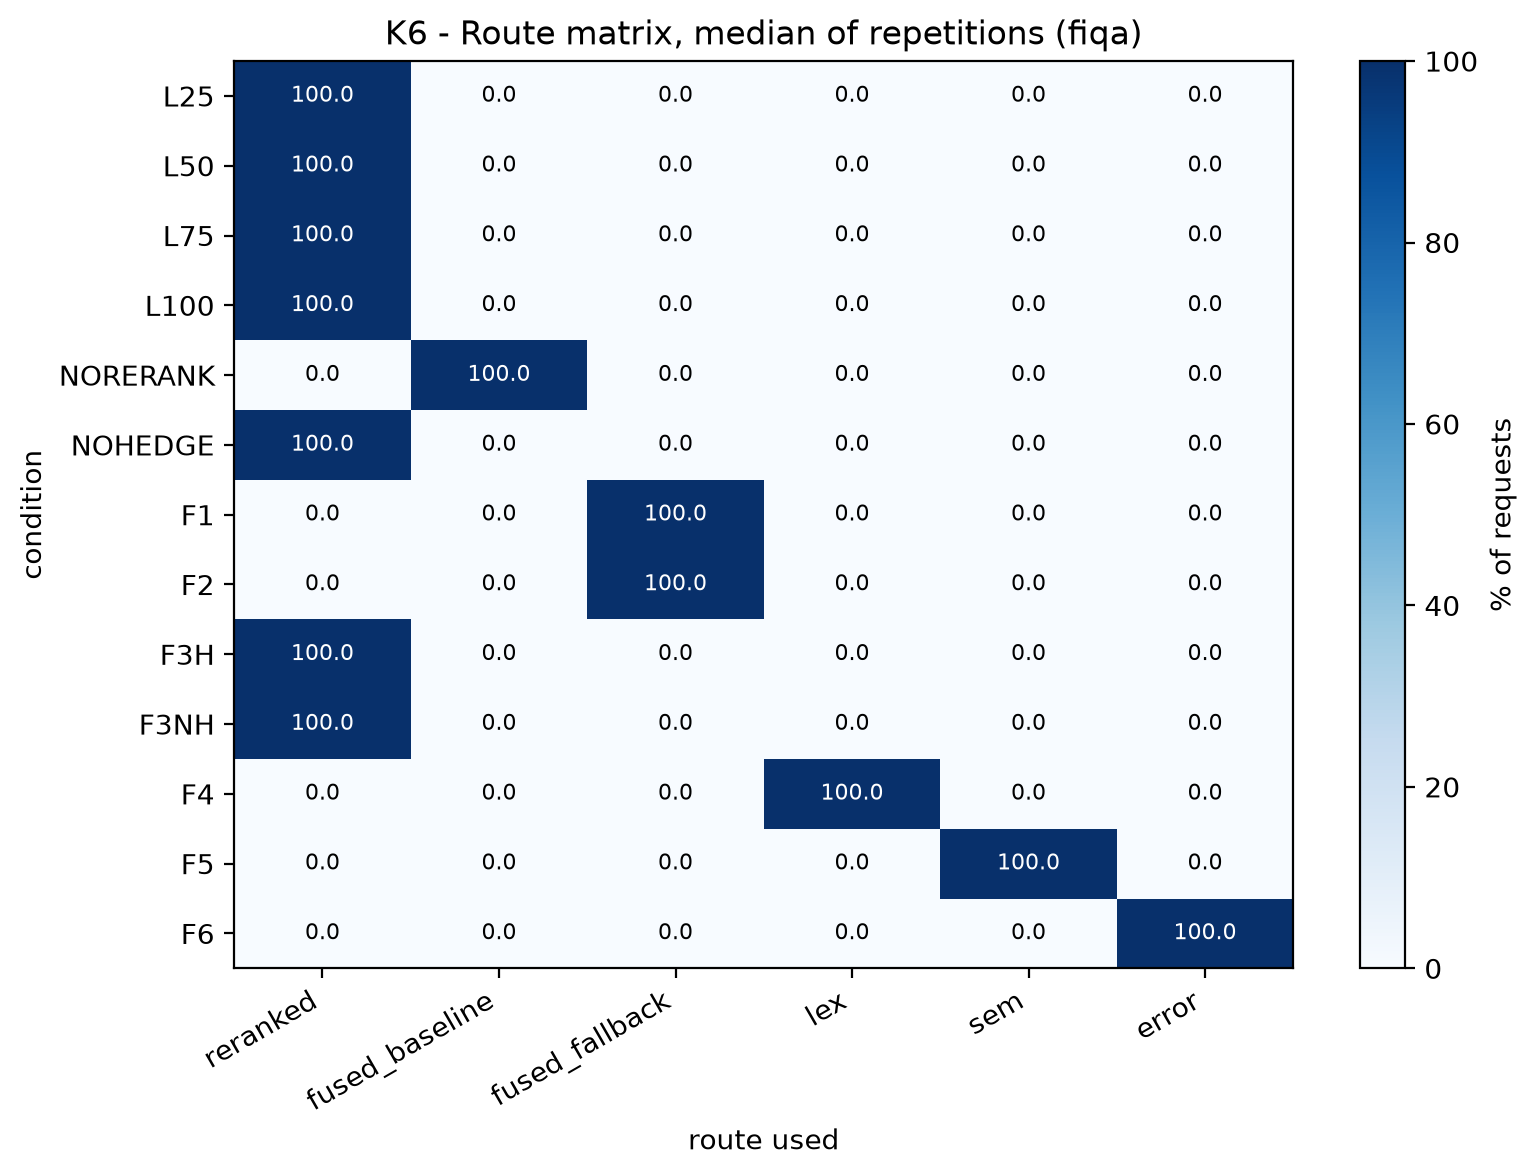 K6 - Route matrix, median of repetitions (fiqa)
L25 100.0 0.0 0.0 0.0 0.0 0.0
L50 100.0 0.0 0.0 0.0 0.0 0.0
L75 100.0 0.0 0.0 0.0 0.0 0.0
L100 100.0 0.0 0.0 0.0 0.0 0.0
NORERANK 0.0 100.0 0.0 0.0 0.0 0.0
NOHEDGE 100.0 0.0 0.0 0.0 0.0 0.0
F1 0.0 0.0 100.0 0.0 0.0 0.0
F2 0.0 0.0 100.0 0.0 0.0 0.0
F3H 100.0 0.0 0.0 0.0 0.0 0.0
F3NH 100.0 0.0 0.0 0.0 0.0 0.0
F4 0.0 0.0 0.0 100.0 0.0 0.0
F5 0.0 0.0 0.0 0.0 100.0 0.0
F6 0.0 0.0 0.0 0.0 0.0 100.0
condition
reranked
fused_baseline
fused_fallback
lex
sem
error
route used
100
80
60
40
20
0
% of requests